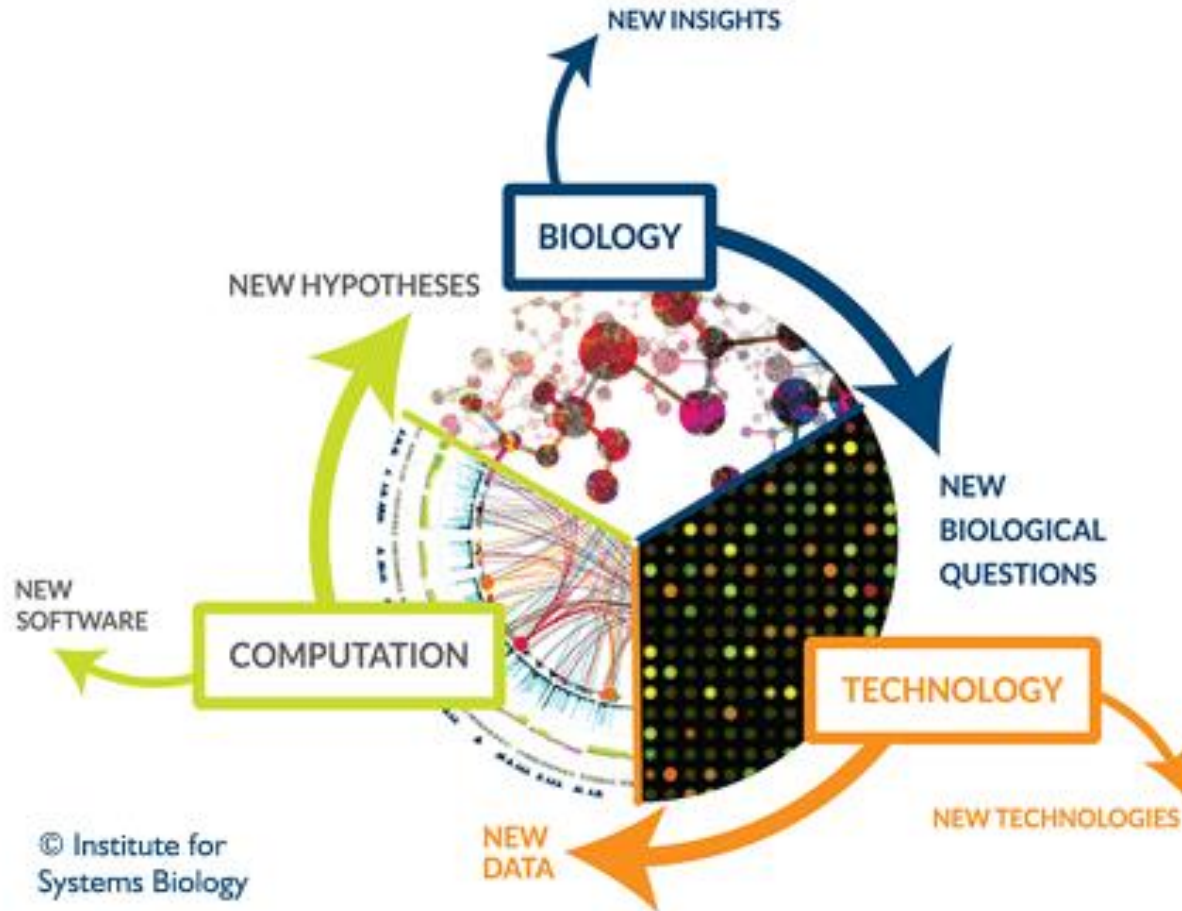 NEW INSIGHTS
BIOLOGY
NEW HYPOTHESES
NEW
BIOLOGICAL
QUESTIONS
NEW
SOFTWARE
COMPUTATION
TECHNOLOGY
NEW TECHNOLOGIES
NEW
DATA
© Institute for
Systems Biology